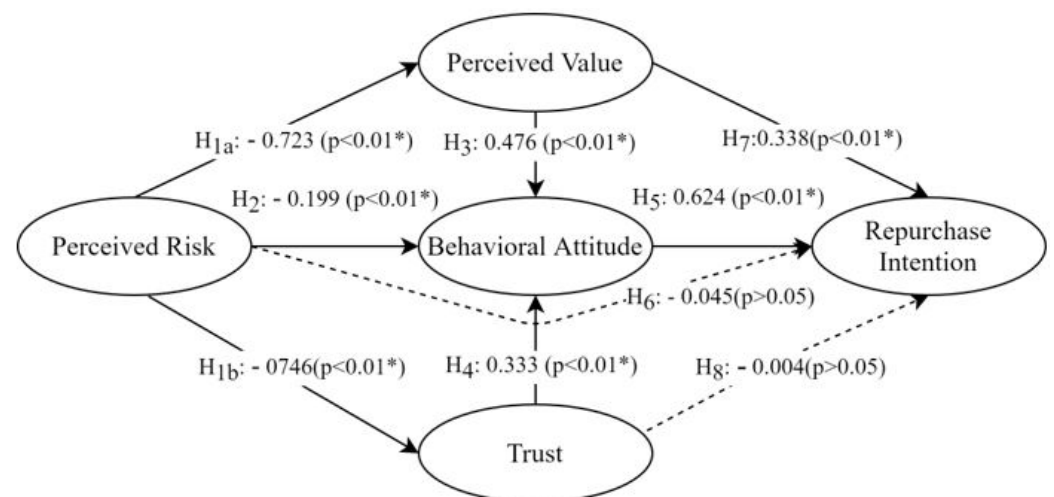 Perceived Value
H1a: - 0.723 (p<0.01*)
H3: 0.476 (p<0.01*)
H7:0.338(p<0.01*)
H2: - 0.199 (p<0.01*)
H5: 0.624 (p<0.01*)
Perceived Risk
Behavioral Attitude
Repurchase
Intention
H6: - 0.045(p>0.05)
H1b: - 0746(p<0.01*)
H4: 0.333 (p<0.01*)
H8: - 0.004(p>0.05)
Trust